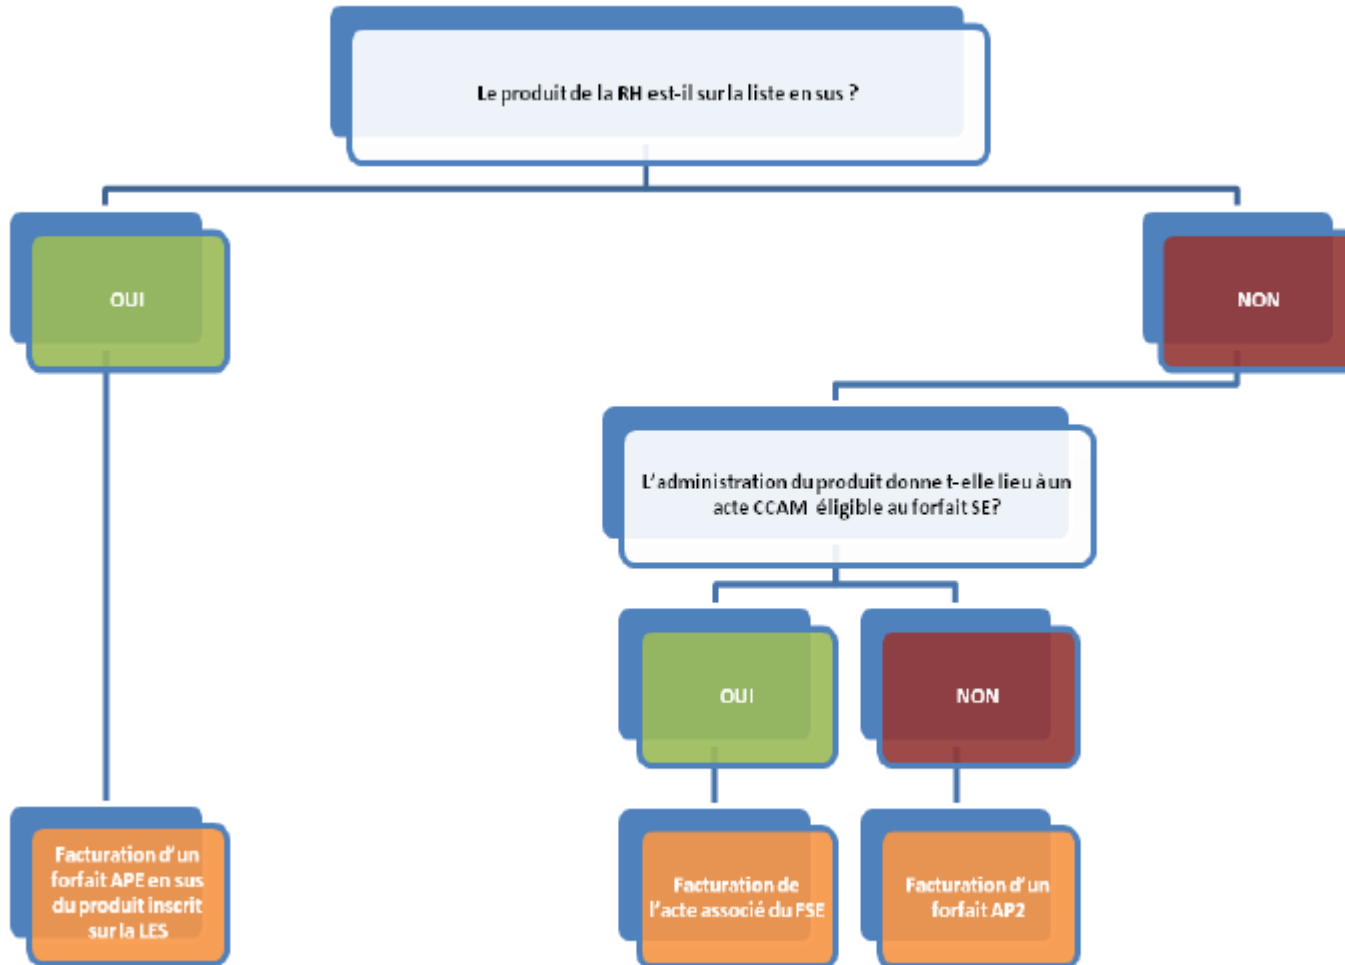 Le produit de la RH est-il sur la liste en sus ?
OUI
NON
L'administration du produit donne t-elle lieu à un
acte CCAM éligible au forfait SE?
OUI
NON
Facturation d'un
forfait APE en sus
du produit inscrit
sur la LES
Facturation de
l'acte associé du FSE
Facturation d'un
forfait AP2